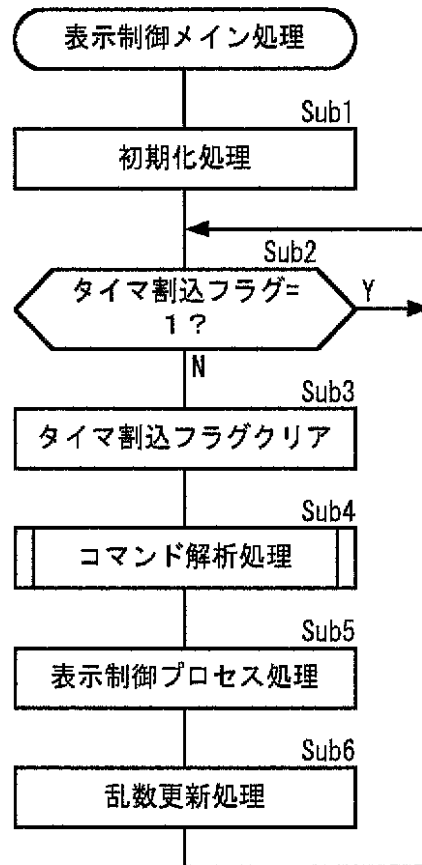 表示制御メイン処理
Sub1
初期化処理
Sub2
タイマ割込フラグ=
１？
Y
N
Sub3
タイマ割込フラグクリア
Sub4
コマンド解析処理
Sub5
表示制御プロセス処理
Sub6
乱数更新処理